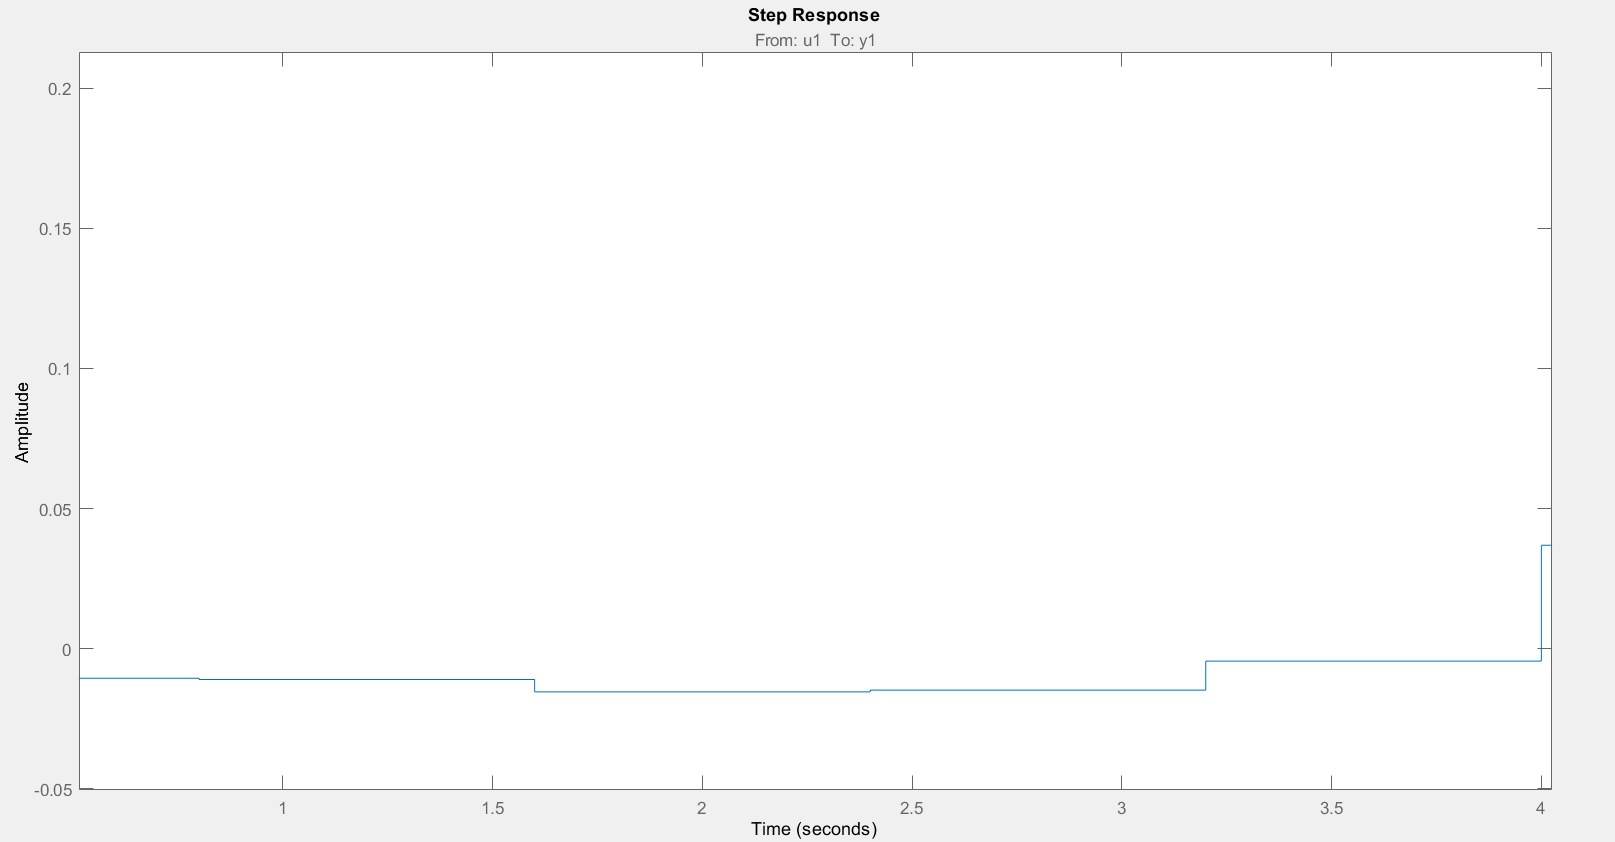 Step Response
From: u1 To: y1
0.2
0.15
0.1
0.05
0
-0.05
Amplitude
1 1.5 2 2.5 3 3.5 4
Time (seconds)